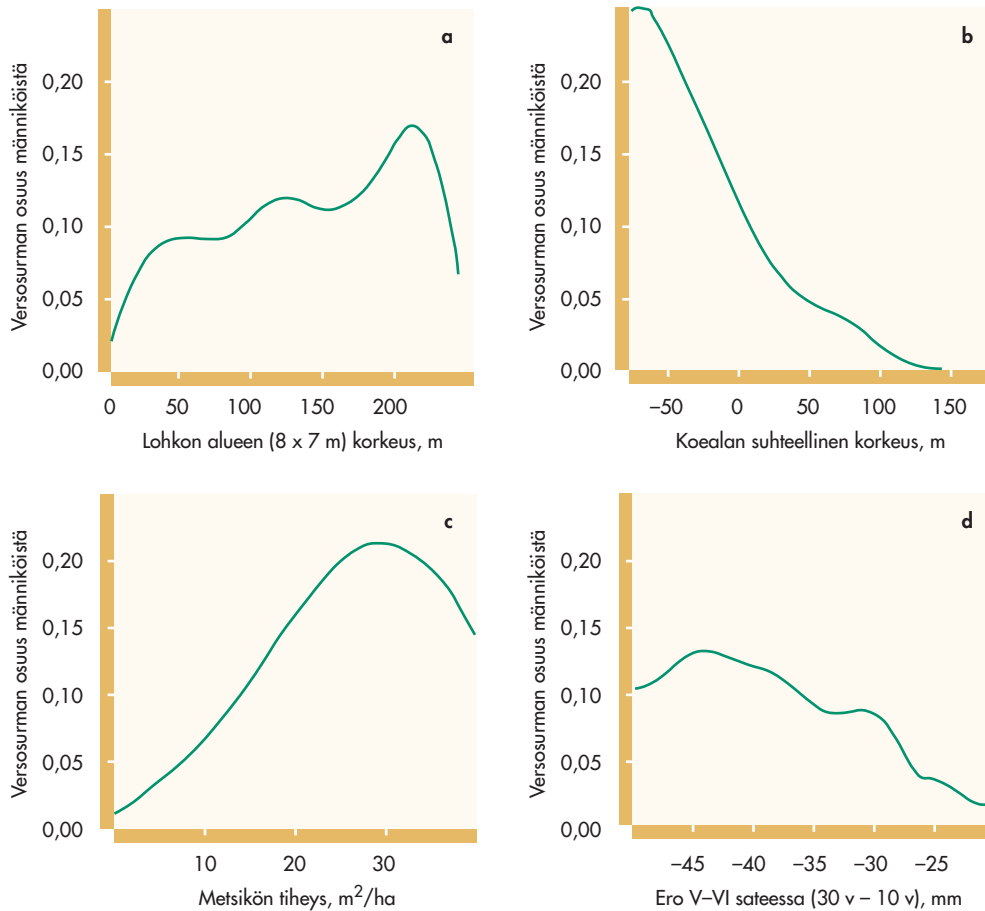 a
Versosurman osuus männiköistä
0,20
0,15
0,10
0,05
0,00
0 50 100 150 200
Lohkon alueen (8 x 7 m) korkeus, m
b
Versosurman osuus männiköistä
0,20
0,15
0,10
0,05
0,00
–50 0 50 100 150
Koealan suhteellinen korkeus, m
c
Versosurman osuus männiköistä
0,20
0,15
0,10
0,05
0,00
10 20 30
Metsikön tiheys, m²/ha
d
Versosurman osuus männiköistä
0,20
0,15
0,10
0,05
0,00
–45 –40 –35 –30 –25
Ero V–VI sateessa (30 v – 10 v), mm